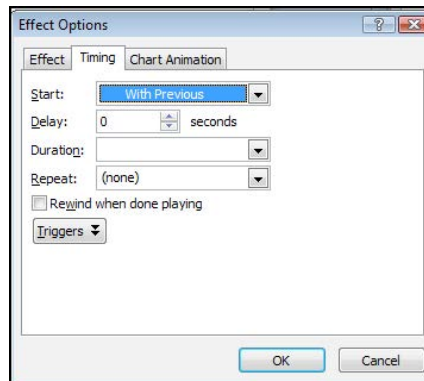 Effect Options
Effect Timing Chart Animation
Start: With Previous
Delay: 0 seconds
Duration:
Repeat: (none)
Rewind when done playing
Triggers
OK Cancel